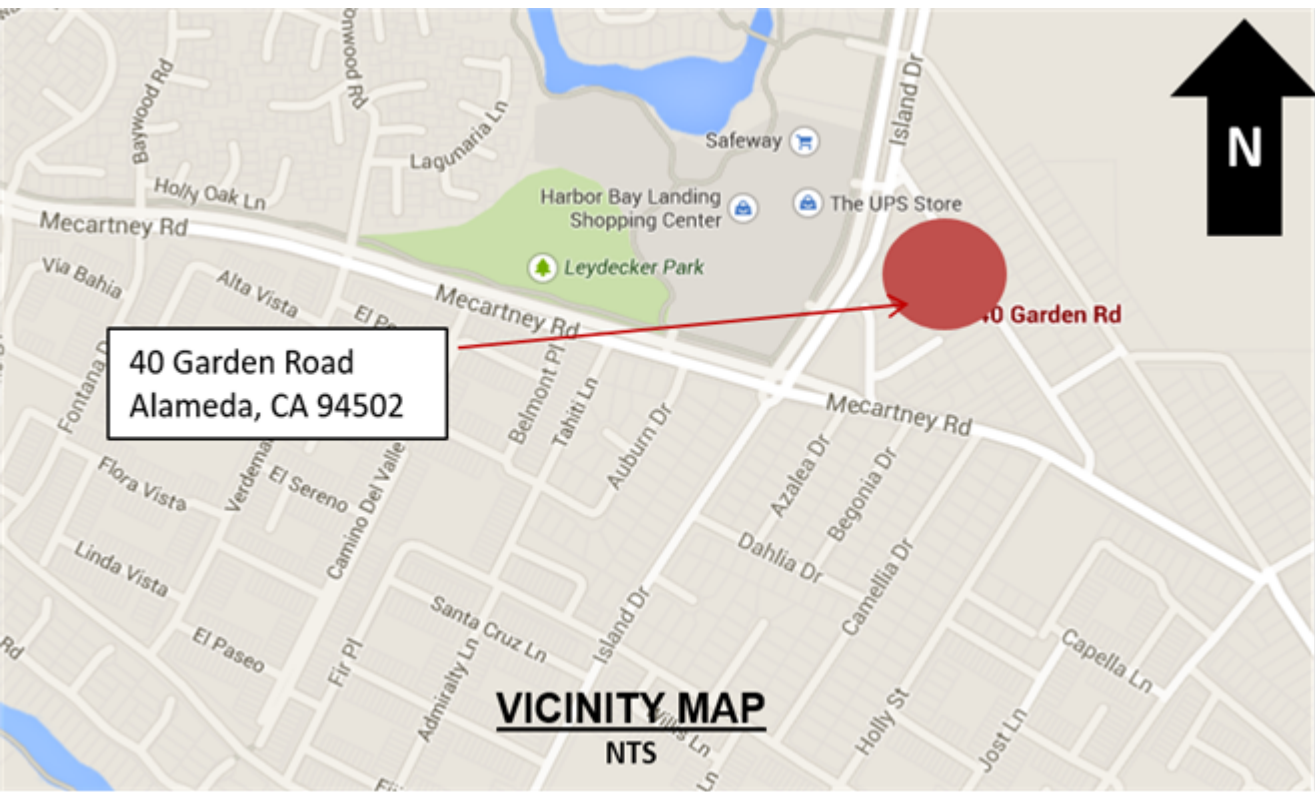 Island Dr
N
Baywood Rd
Lagunaria Ln
Safeway
Holly Oak Ln
Harbor Bay Landing
Shopping Center
The UPS Store
Mecartney Rd
Leydecker Park
Via Bahia
Alta Vista
Mecartney Rd
40 Garden Road
Alameda, CA 94502
Garden Rd
Belmont Pl
Tahiti Ln
Auburn Dr
Mecartney Rd
Azalea Dr
Begonia Dr
Flora Vista
El Sereno
Camino Del Valle
Dahlia Dr
Linda Vista
Camellia Dr
Santa Cruz Ln
Island Dr
El Paseo
Fir Pl
Admiralty Ln
Capella Ln
Rd
VICINITY MAP
NTS
Holly St
Jost Ln
Ln